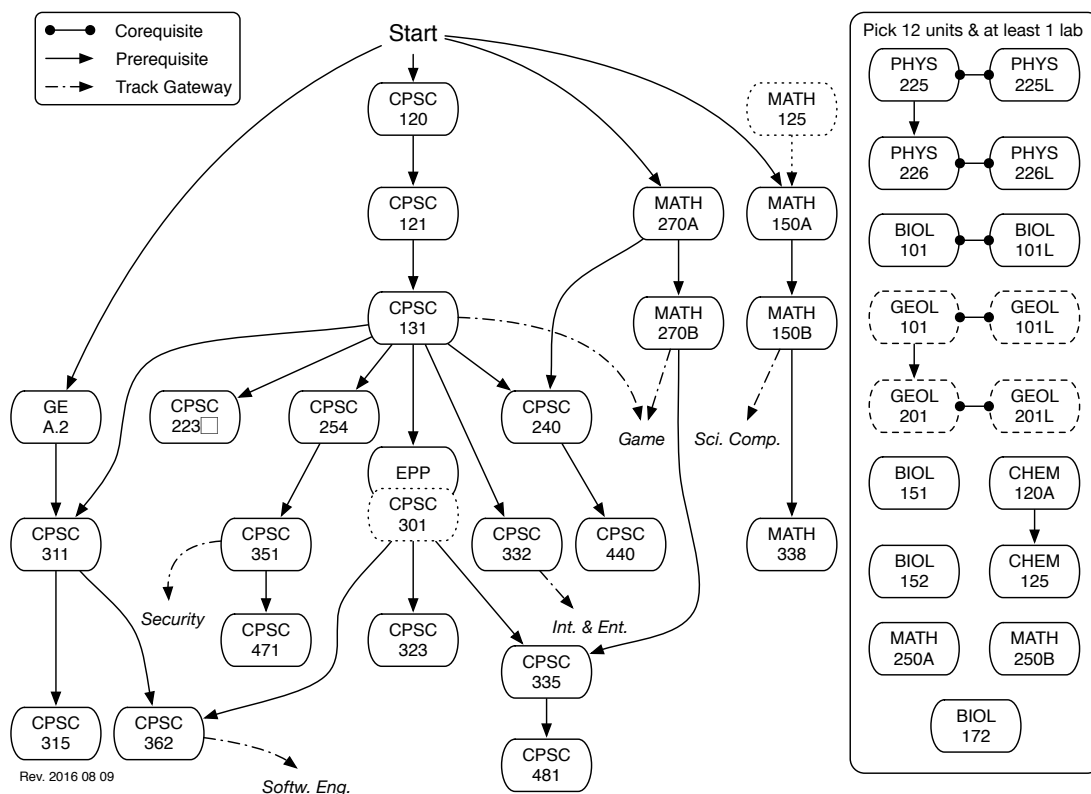 Corequisite
Prerequisite
Track Gateway
Start
CPSC
120
MATH
125
CPSC
121
MATH
270A
MATH
150A
CPSC
131
MATH
270B
MATH
150B
GE
A.2
CPSC
223□
CPSC
254
CPSC
240
Game
Sci. Comp.
EPP
CPSC
301
CPSC
311
CPSC
351
CPSC
332
CPSC
440
MATH
338
Security
CPSC
471
CPSC
323
Int. & Ent.
CPSC
335
CPSC
315
CPSC
362
CPSC
481
Softw. Eng.
Rev. 2016 08 09
Pick 12 units & at least 1 lab
PHYS
225
PHYS
225L
PHYS
226
PHYS
226L
BIOL
101
BIOL
101L
GEOL
101
GEOL
101L
GEOL
201
GEOL
201L
BIOL
151
CHEM
120A
BIOL
152
CHEM
125
MATH
250A
MATH
250B
BIOL
172